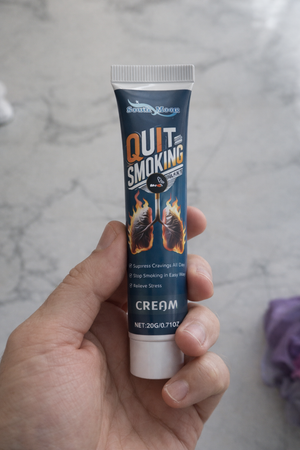 South Moon
QUIT
SMOKING
Suppress Cravings All Day
Stop Smoking in Easy Way
Relieve Stress
CREAM
NET:20G/0.71OZ